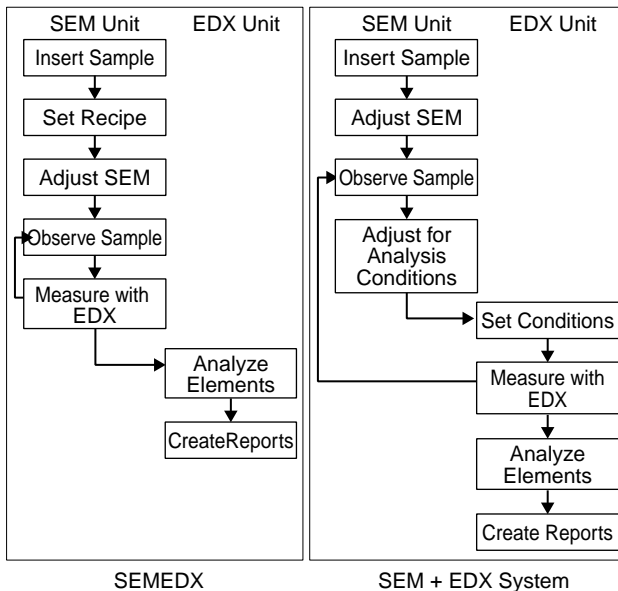 SEM Unit EDX Unit
Insert Sample
Set Recipe
Adjust SEM
Observe Sample
Measure with
EDX
Analyze
Elements
CreateReports
SEMEDX
SEM Unit EDX Unit
Insert Sample
Adjust SEM
Observe Sample
Adjust for
Analysis
Conditions
Set Conditions
Measure with
EDX
Analyze
Elements
Create Reports
SEM + EDX System